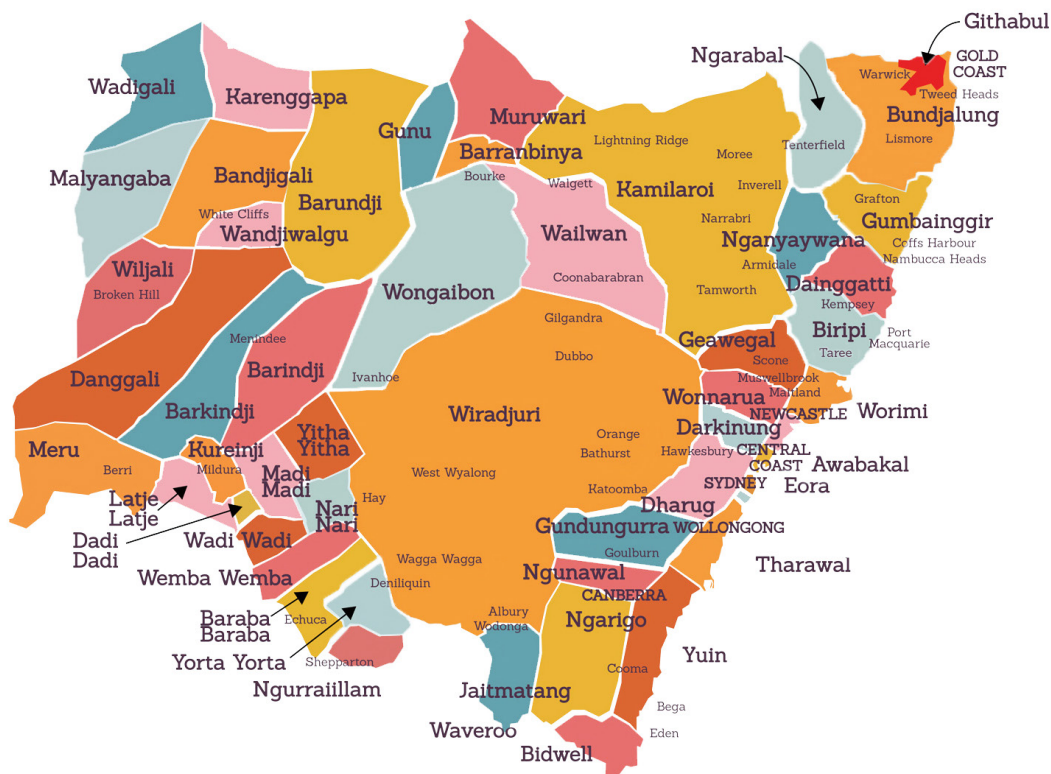 Githabul
Ngarabal
GOLD
COAST
Wadigali
Karenggapa
Warwick
Tweed Heads
Gunu
Muruwari
Bundjalung
Lismore
Barranbinya
Lightning Ridge
Tenterfield
Moree
Malyangaba
Bandjigali
Bourke
Walgett
Kamilaroi
Inverell
Barundji
Grafton
White Cliffs
Wandjiwalgu
Wailwan
Narrabri
Gumbainggir
Nganyaywana
Coffs Harbour
Nambucca Heads
Wiljali
Armidale
Coonabarabran
Dainggatti
Broken Hill
Wongaibon
Tamworth
Kempsey
Gilgandra
Biripi
Port
Macquarie
Menindee
Geawegal
Taree
Dubbo
Scone
Danggali
Barindji
Ivanhoe
Muswellbrook
Wonnarua
Maitland
Barkindji
Wiradjuri
NEWCASTLE
Worimi
Yitha
Yitha
Darkinung
Orange
Meru
Kureinji
Bathurst
Hawkesbury
CENTRAL
COAST
Awabakal
Berri
Mildura
Madi
Madi
West Wyalong
SYDNEY
Eora
Latje
Latje
Hay
Katoomba
Dharug
Nari
Nari
Gundungurra
WOLLONGONG
Dadi
Dadi
Wadi Wadi
Goulburn
Wagga Wagga
Tharawal
Wemba Wemba
Ngunawal
Deniliquin
CANBERRA
Baraba
Baraba
Echuca
Albury
Wodonga
Ngarigo
Yorta Yorta
Shepparton
Yuin
Cooma
Ngurraiillam
Jaitmatang
Bega
Waveroo
Eden
Bidwell